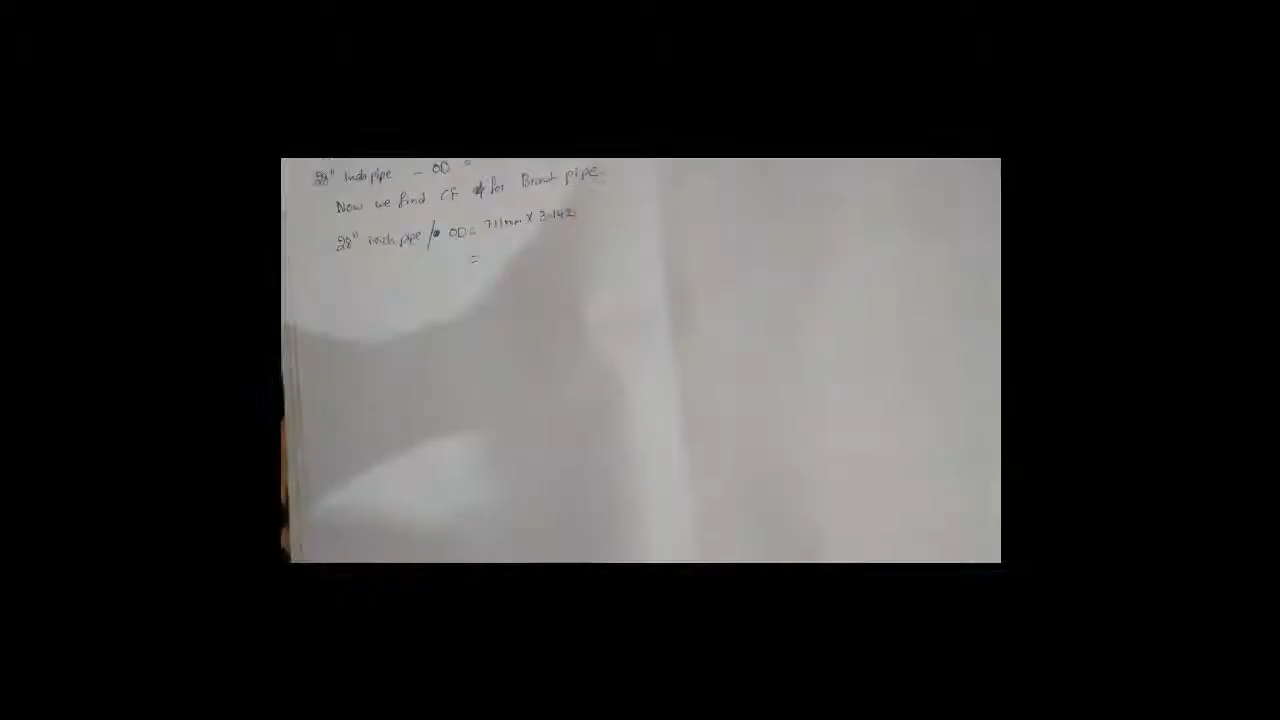 28" Inch pipe - OD =
Now we find CF for Branch pipe.
28" inch pipe / OD = 711mm x 3.142
=